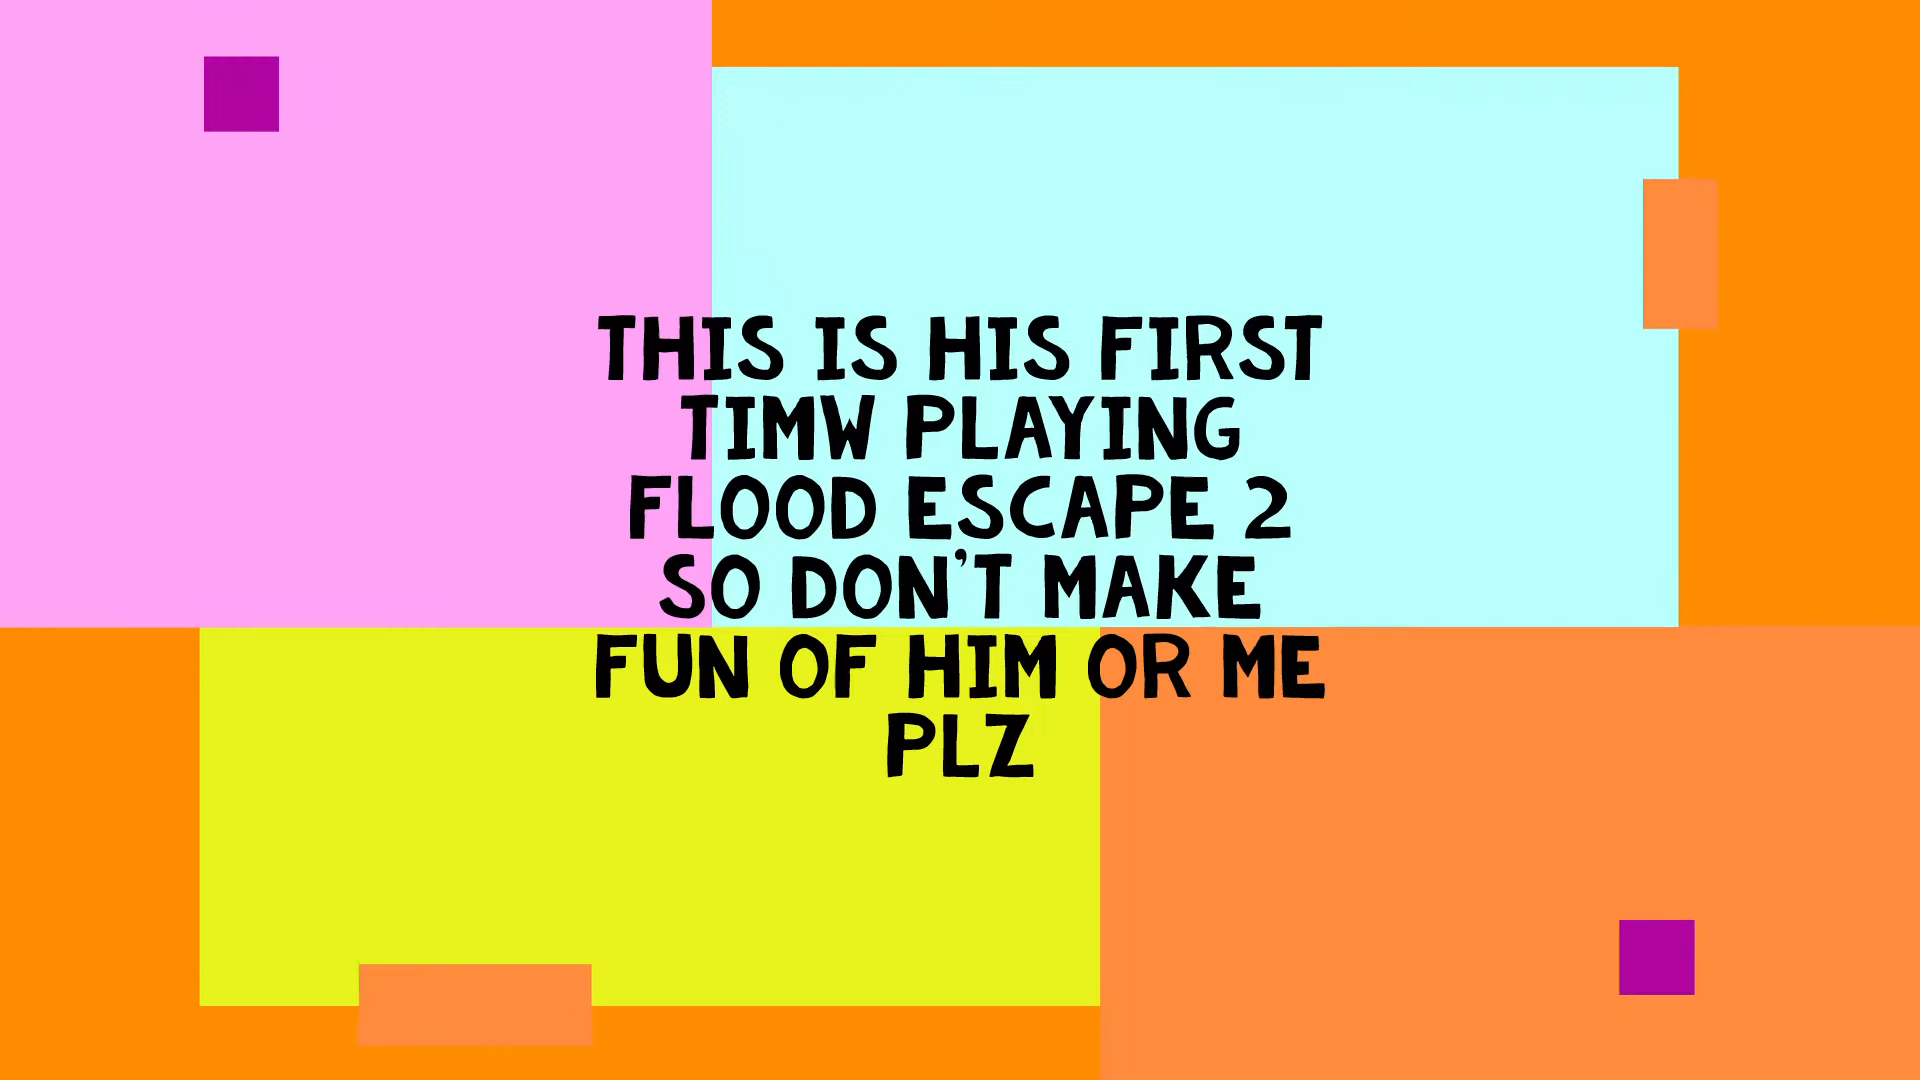 THIS IS HIS FIRST
TIMW PLAYING
FLOOD ESCAPE 2
SO DON'T MAKE
FUN OF HIM OR ME
PLZ